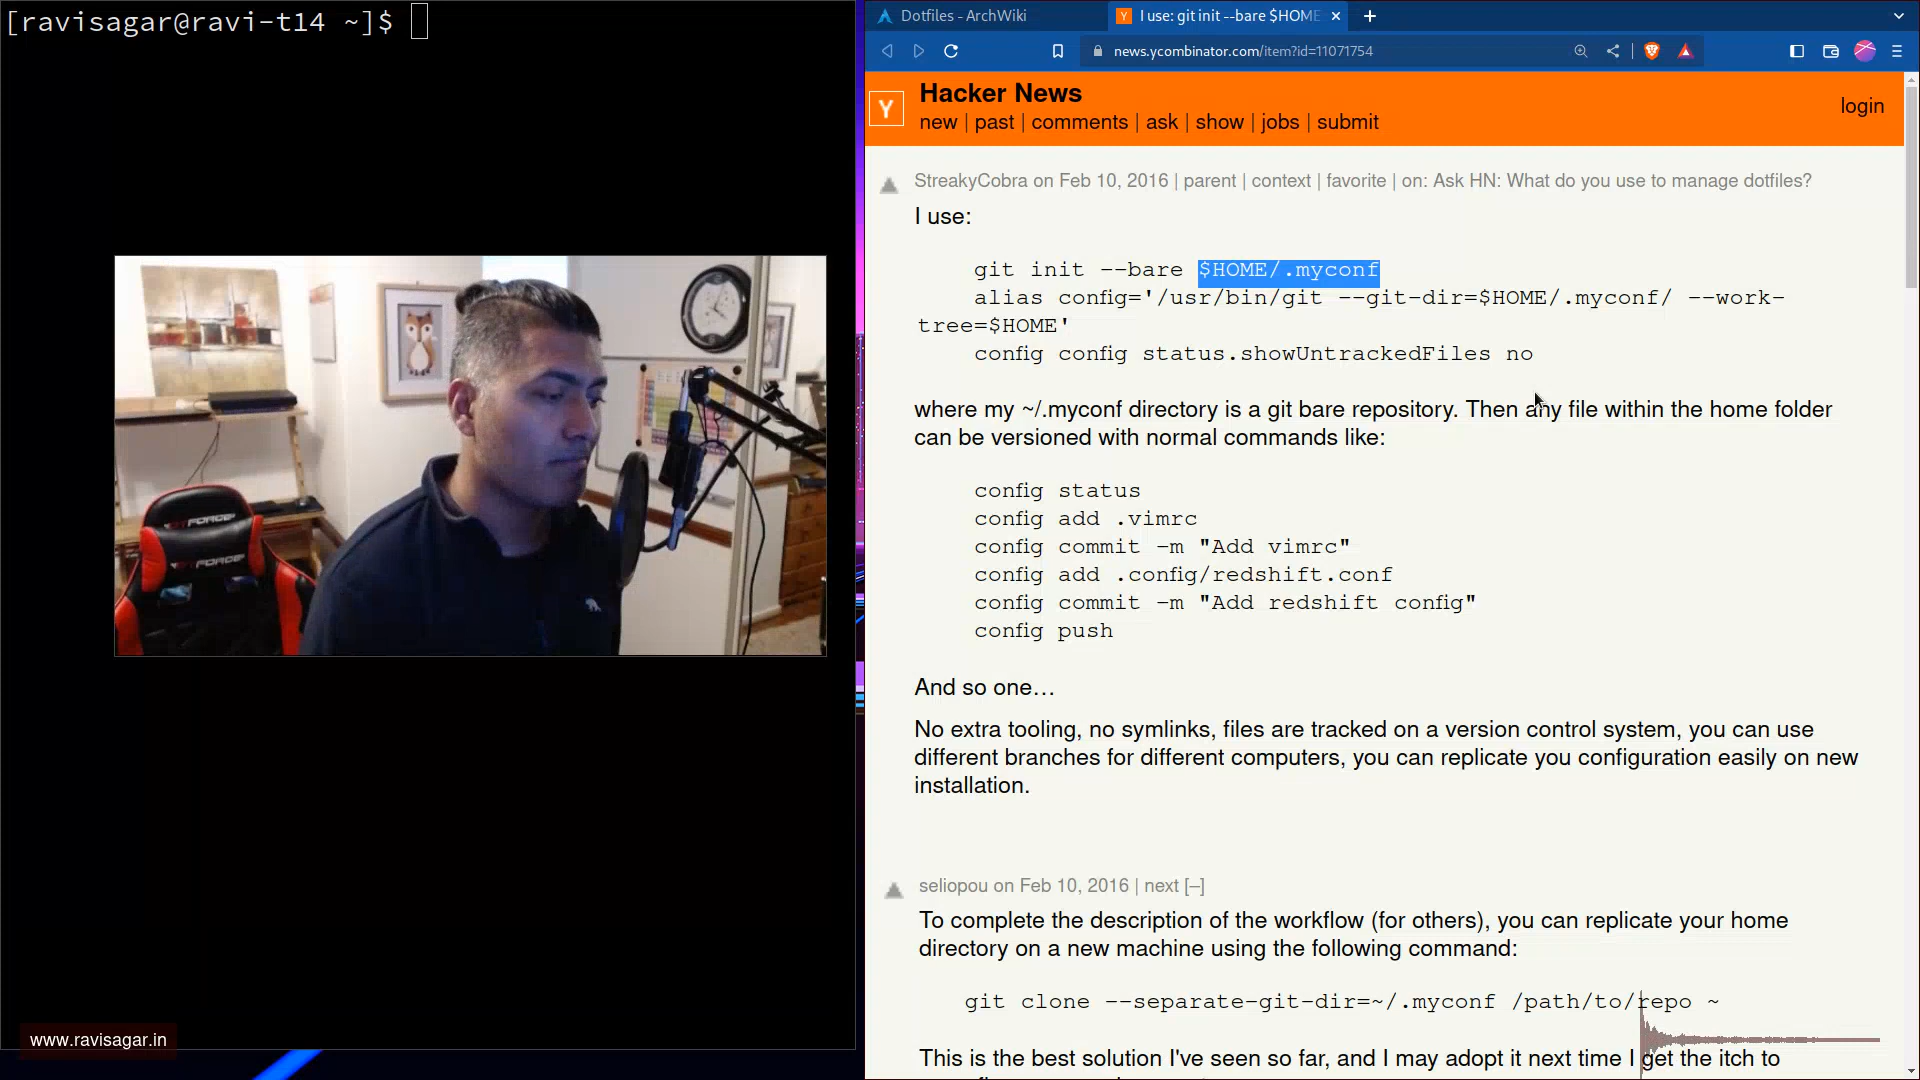 [ravisagar@ravi-t14 ~]$
GT FORCE
GT FORCE
www.ravisagar.in
Dotfiles - ArchWiki
I use: git init --bare $HOME
news.ycombinator.com/item?id=11071754
Y
Hacker News
new | past | comments | ask | show | jobs | submit
login
StreakyCobra on Feb 10, 2016 | parent | context | favorite | on: Ask HN: What do you use to manage dotfiles?
I use:
git init --bare $HOME/.myconf
alias config='/usr/bin/git --git-dir=$HOME/.myconf/ --work-
tree=$HOME'
config config status.showUntrackedFiles no
where my ~/.myconf directory is a git bare repository. Then any file within the home folder
can be versioned with normal commands like:
config status
config add .vimrc
config commit -m "Add vimrc"
config add .config/redshift.conf
config commit -m "Add redshift config"
config push
And so one…
No extra tooling, no symlinks, files are tracked on a version control system, you can use
different branches for different computers, you can replicate you configuration easily on new
installation.
seliopou on Feb 10, 2016 | next [–]
To complete the description of the workflow (for others), you can replicate your home
directory on a new machine using the following command:
git clone --separate-git-dir=~/.myconf /path/to/repo ~
This is the best solution I've seen so far, and I may adopt it next time I get the itch to